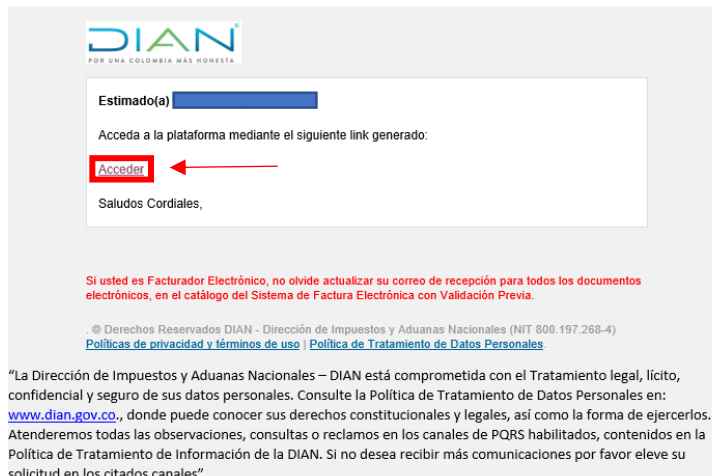 DIAN
POR UNA COLOMBIA MÁS HONESTA
Estimado(a)
Acceda a la plataforma mediante el siguiente link generado:
Acceder
Saludos Cordiales,
Si usted es Facturador Electrónico, no olvide actualizar su correo de recepción para todos los documentos
electrónicos, en el catálogo del Sistema de Factura Electrónica con Validación Previa.
. © Derechos Reservados DIAN - Dirección de Impuestos y Aduanas Nacionales (NIT 800.197.268-4)
Políticas de privacidad y términos de uso | Política de Tratamiento de Datos Personales.
“La Dirección de Impuestos y Aduanas Nacionales – DIAN está comprometida con el Tratamiento legal, lícito,
confidencial y seguro de sus datos personales. Consulte la Política de Tratamiento de Datos Personales en:
www.dian.gov.co., donde puede conocer sus derechos constitucionales y legales, así como la forma de ejercerlos.
Atenderemos todas las observaciones, consultas o reclamos en los canales de PQRS habilitados, contenidos en la
Política de Tratamiento de Información de la DIAN. Si no desea recibir más comunicaciones por favor eleve su
solicitud en los citados canales”